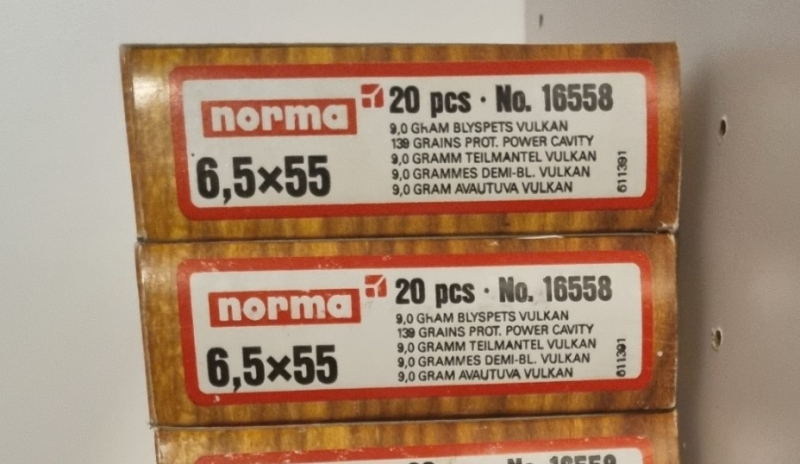 norma
20 pcs · No. 16558
9,0 GRAM BLYSPETS VULKAN
139 GRAINS PROT. POWER CAVITY
9,0 GRAMM TEILMANTEL VULKAN
9,0 GRAMMES DEMI-BL. VULKAN
9,0 GRAM AVAUTUVA VULKAN
6,5×55
611391
norma
20 pcs · No. 16558
9,0 GRAM BLYSPETS VULKAN
139 GRAINS PROT. POWER CAVITY
9,0 GRAMM TEILMANTEL VULKAN
9,0 GRAMMES DEMI-BL. VULKAN
9,0 GRAM AVAUTUVA VULKAN
6,5×55
611391
No. 16558